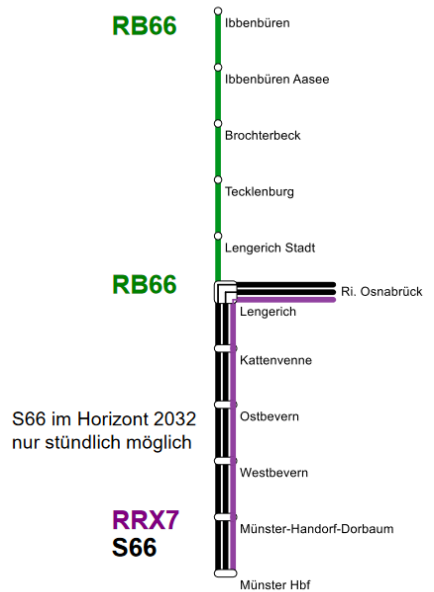 RB66
Ibbenbüren
Ibbenbüren Aasee
Brochterbeck
Tecklenburg
Lengerich Stadt
RB66
Ri. Osnabrück
Lengerich
Kattenvenne
S66 im Horizont 2032
nur stündlich möglich
Ostbevern
Westbevern
RRX7
S66
Münster-Handorf-Dorbaum
Münster Hbf